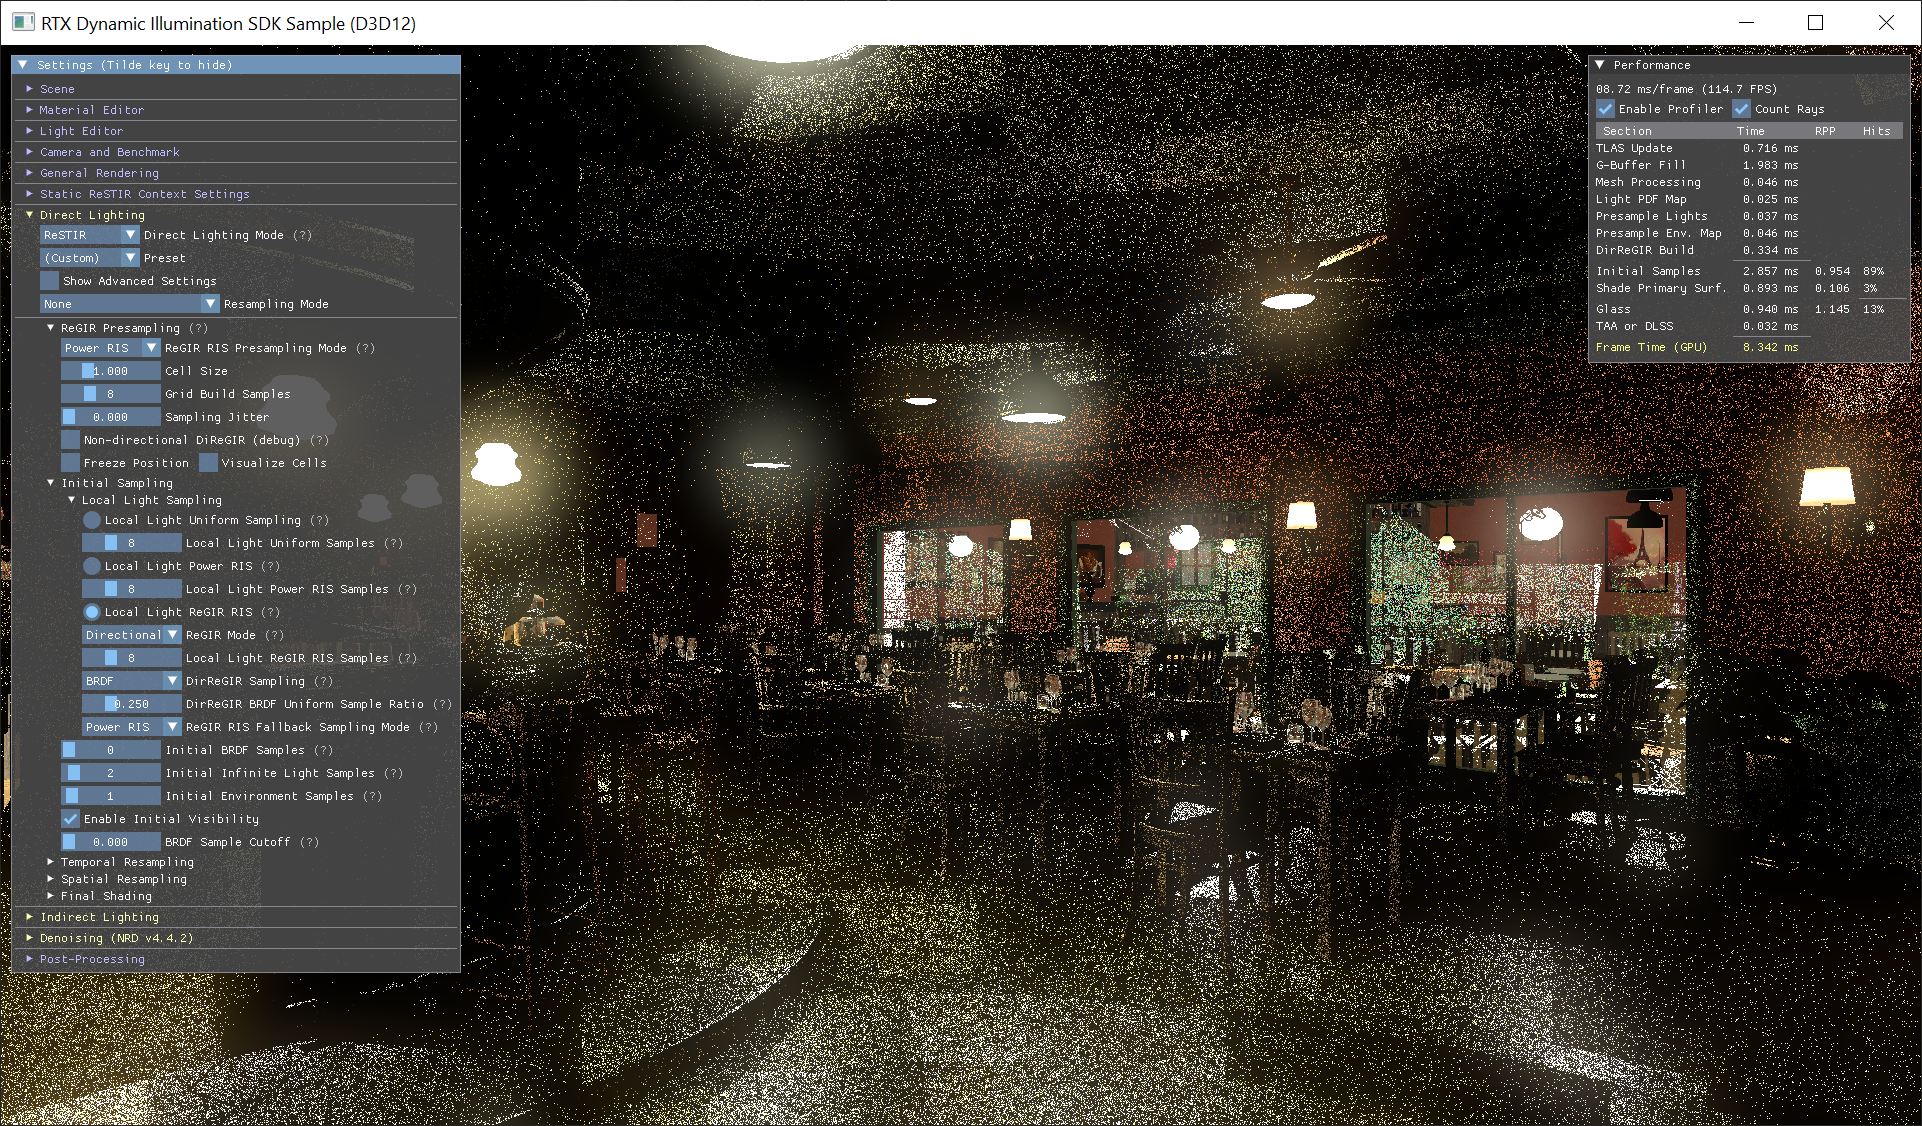 RTX Dynamic Illumination SDK Sample (D3D12)
Settings (Tilde key to hide)
Scene
Material Editor
Light Editor
Camera and Benchmark
General Rendering
Static ReSTIR Context Settings
Direct Lighting
ReSTIR Direct Lighting Mode (?)
(Custom) Preset
Show Advanced Settings
None Resampling Mode
ReGIR Presampling (?)
Power RIS ReGIR RIS Presampling Mode (?)
1.000 Cell Size
8 Grid Build Samples
0.000 Sampling Jitter
Non-directional DiReGIR (debug) (?)
Freeze Position Visualize Cells
Initial Sampling
Local Light Sampling
Local Light Uniform Sampling (?)
8 Local Light Uniform Samples (?)
Local Light Power RIS (?)
8 Local Light Power RIS Samples (?)
Local Light ReGIR RIS (?)
Directional ReGIR Mode (?)
8 Local Light ReGIR RIS Samples (?)
BRDF DirReGIR Sampling (?)
0.250 DirReGIR BRDF Uniform Sample Ratio (?)
Power RIS ReGIR RIS Fallback Sampling Mode (?)
0 Initial BRDF Samples (?)
2 Initial Infinite Light Samples (?)
1 Initial Environment Samples (?)
Enable Initial Visibility
0.000 BRDF Sample Cutoff (?)
Temporal Resampling
Spatial Resampling
Final Shading
Indirect Lighting
Denoising (NRD v4.4.2)
Post-Processing
Performance
08.72 ms/frame (114.7 FPS)
Enable Profiler Count Rays
Section Time RPP Hits
TLAS Update 0.716 ms
G-Buffer Fill 1.983 ms
Mesh Processing 0.046 ms
Light PDF Map 0.025 ms
Presample Lights 0.037 ms
Presample Env. Map 0.046 ms
DirReGIR Build 0.334 ms
Initial Samples 2.857 ms 0.954 89%
Shade Primary Surf. 0.893 ms 0.106 3%
Glass 0.940 ms 1.145 13%
TAA or DLSS 0.032 ms
Frame Time (GPU) 8.342 ms